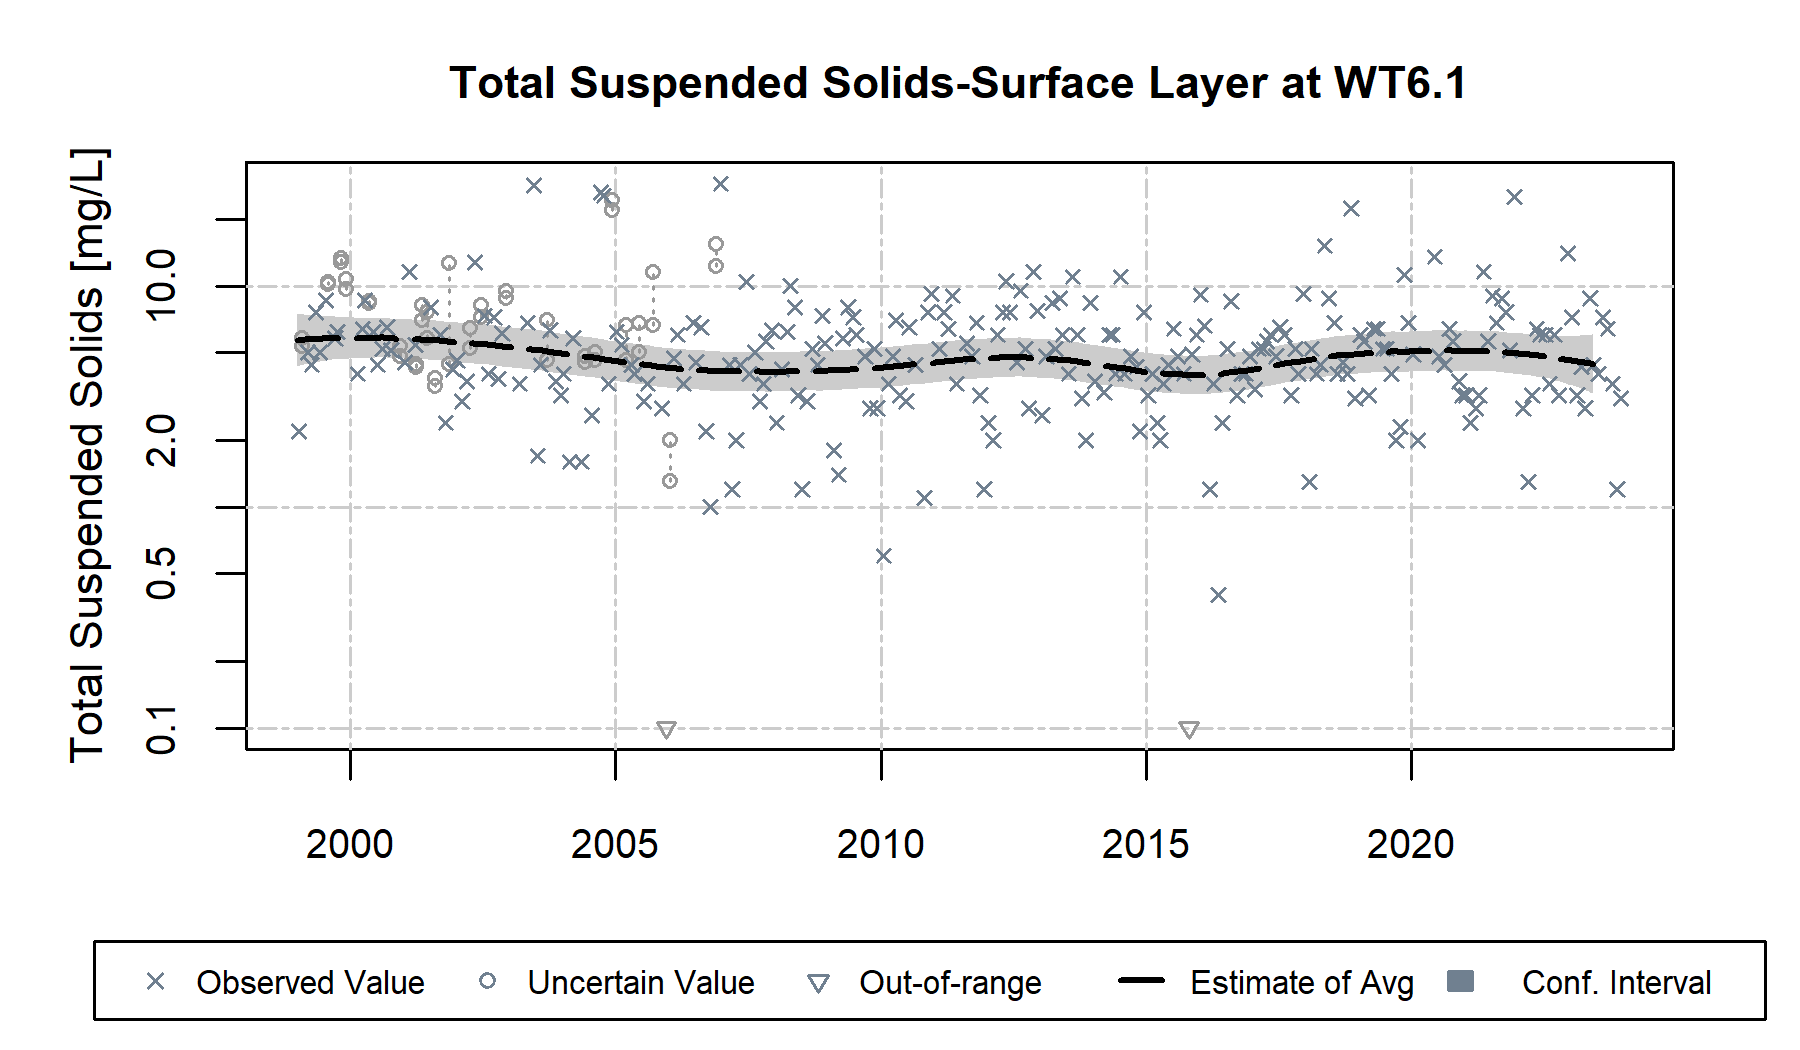 Total Suspended Solids-Surface Layer at WT6.1
Total Suspended Solids [mg/L]
10.0
2.0
0.5
0.1
2000
2005
2010
2015
2020
Observed Value
Uncertain Value
Out-of-range
Estimate of Avg
Conf. Interval